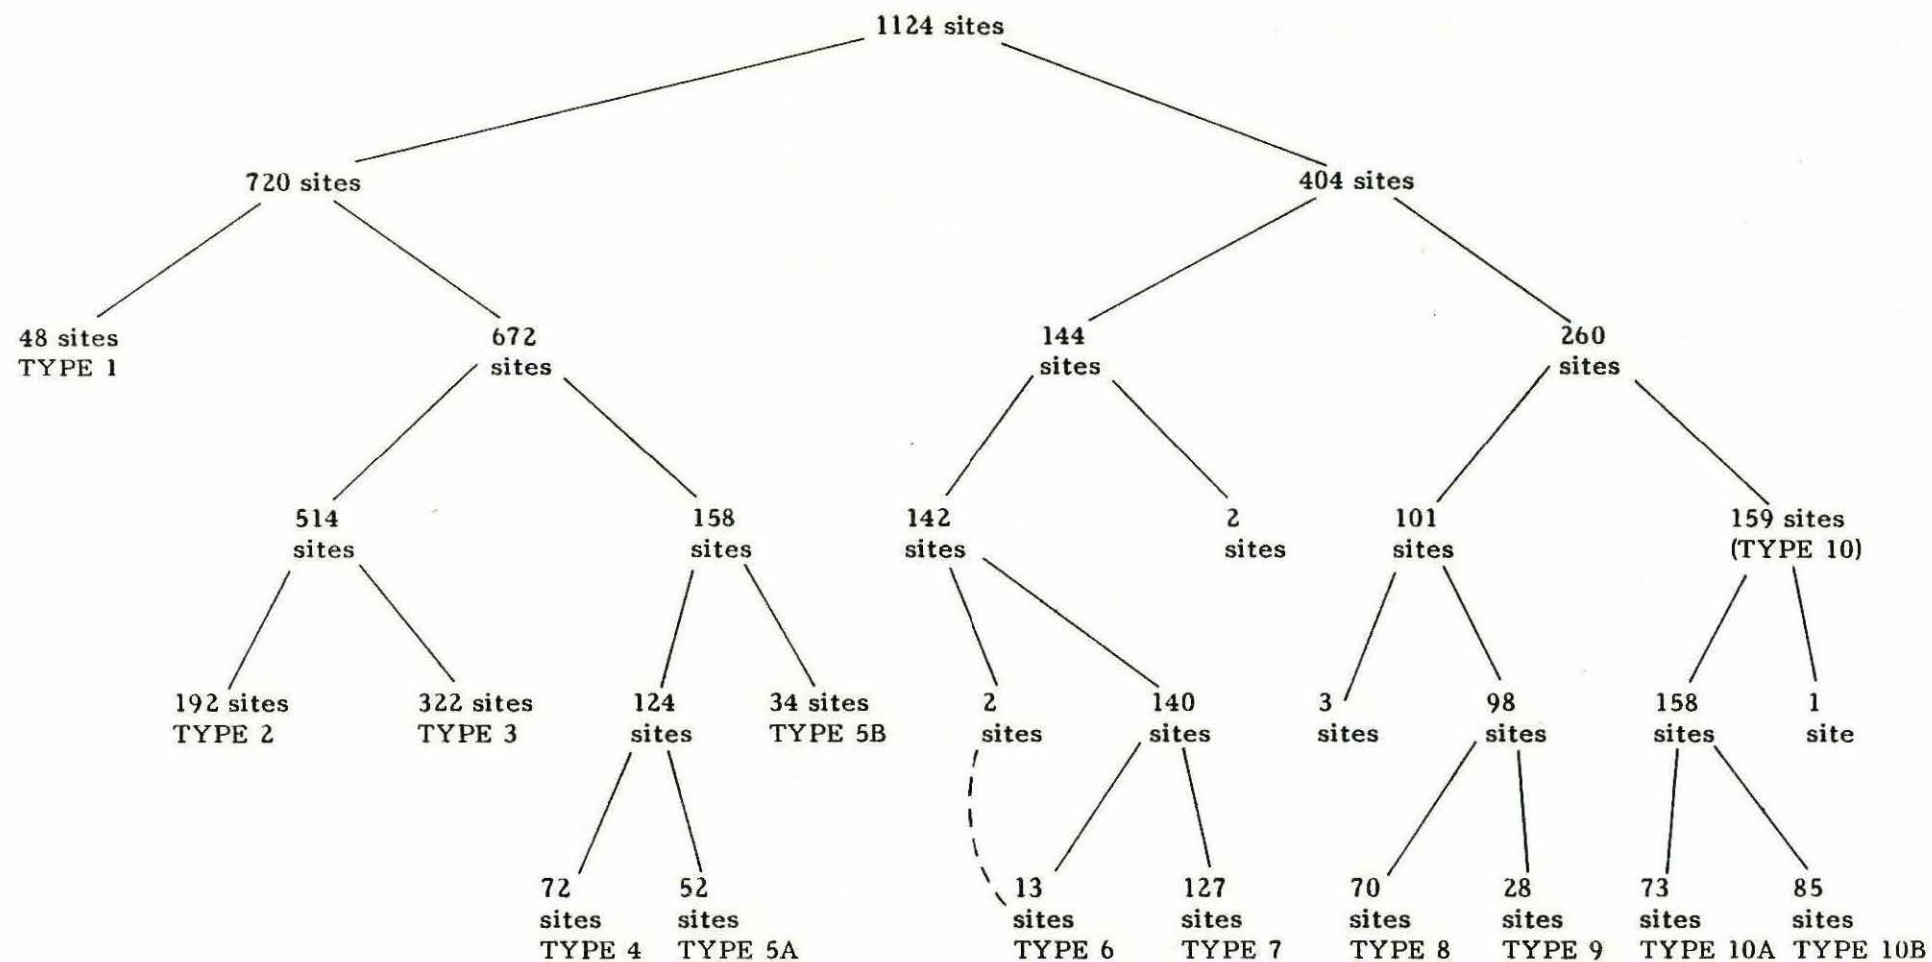 1124 sites
720 sites
404 sites
48 sites
TYPE 1
672
sites
144
sites
260
sites
514
sites
158
sites
142
sites
2
sites
101
sites
159 sites
(TYPE 10)
192 sites
TYPE 2
322 sites
TYPE 3
124
sites
34 sites
TYPE 5B
2
sites
140
sites
3
sites
98
sites
158
sites
1
site
72
sites
TYPE 4
52
sites
TYPE 5A
13
sites
TYPE 6
127
sites
TYPE 7
70
sites
TYPE 8
28
sites
TYPE 9
73
sites
TYPE 10A
85
sites
TYPE 10B